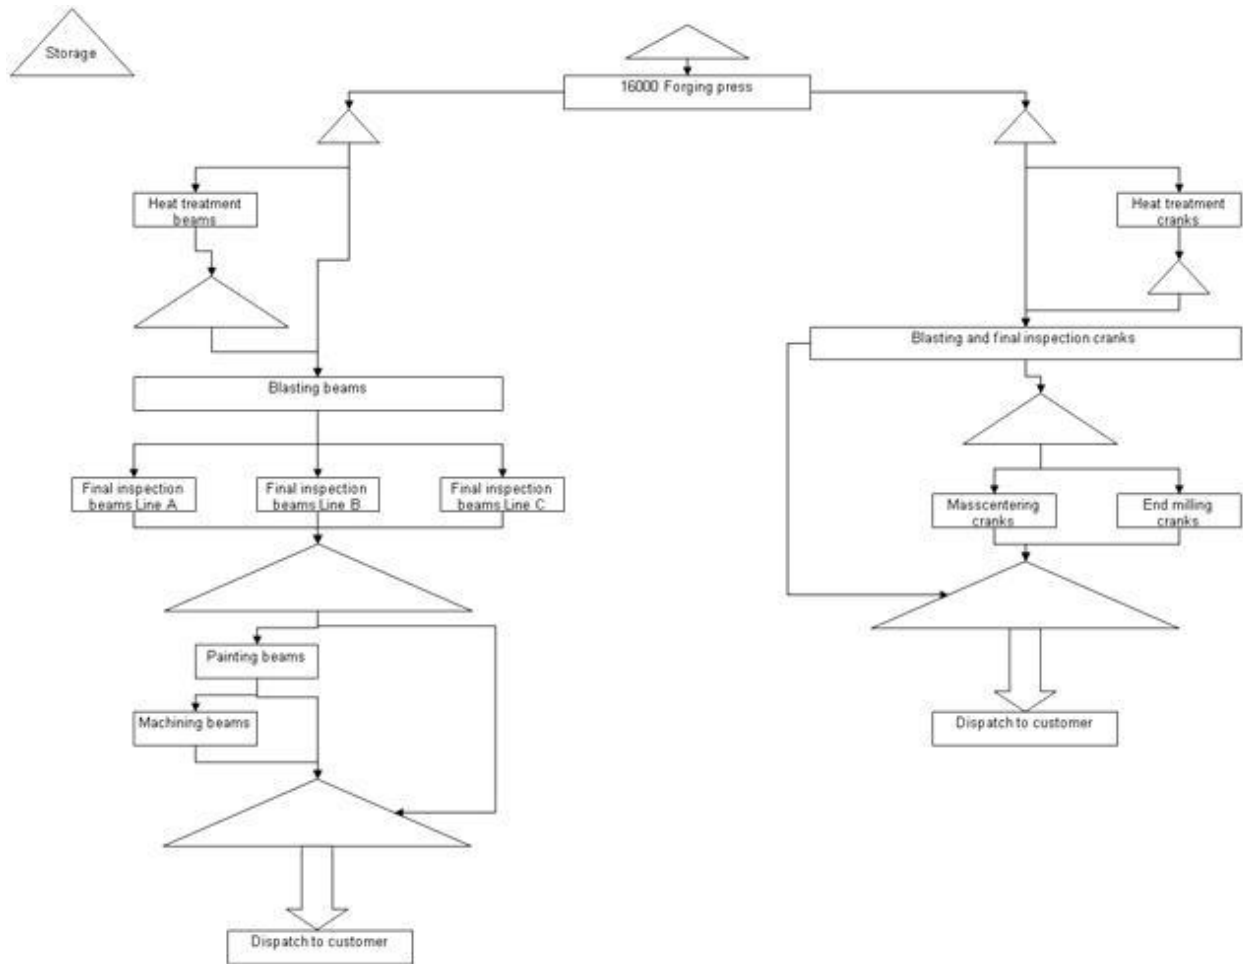 Storage
16000 Forging press
Heat treatment
beams
Heat treatment
cranks
Blasting and final inspection cranks
Blasting beams
Final inspection
beams Line A
Final inspection
beams Line B
Final inspection
beams Line C
Masscentering
cranks
End milling
cranks
Painting beams
Machining beams
Dispatch to customer
Dispatch to customer